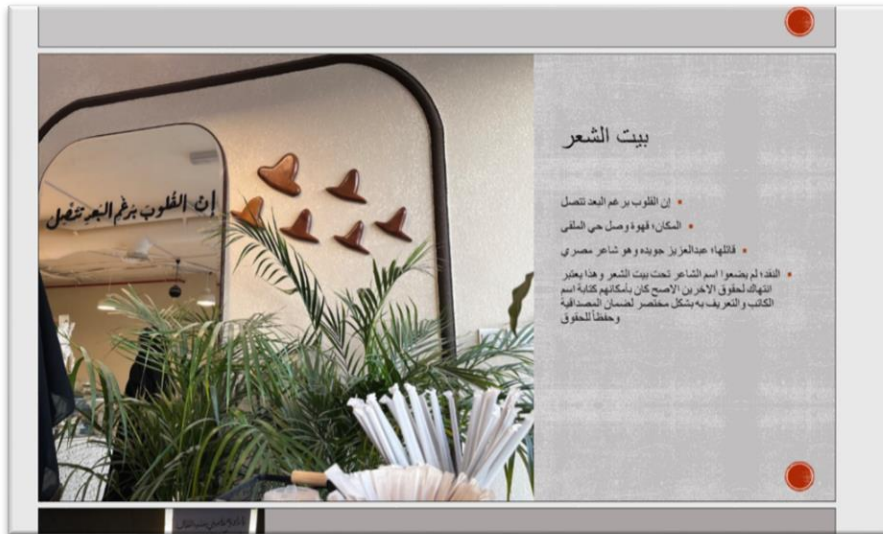 إن القلوب برغم البعد تتصل
بيت الشعر
إن القلوب برغم البعد تتصل
المكان؛ قهوة وصل حي الملقى
قائلها؛ عبدالعزيز جويده وهو شاعر مصري
النقد؛ لم يضعوا اسم الشاعر تحت بيت الشعر وهذا يعتبر
انتهاك لحقوق الاخرين الاصح كان بأمكانهم كتابة اسم
الكاتب والتعريف به بشكل مختصر لضمان المصداقية
وحفظاً للحقوق